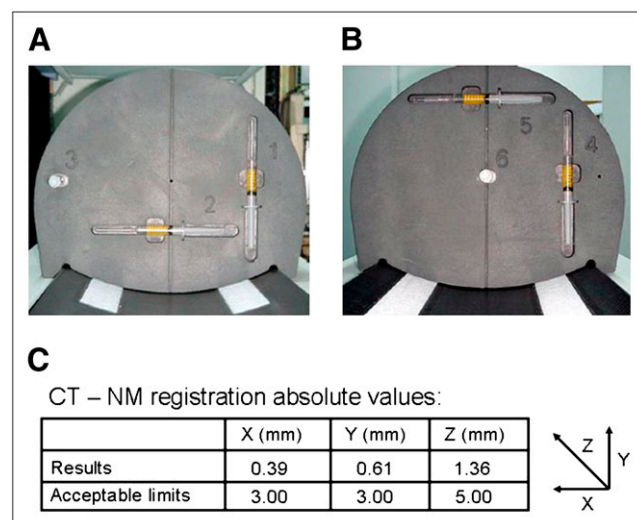 A
B
3
1
2
5
4
6
C
CT – NM registration absolute values:
X (mm) Y (mm) Z (mm)
Results 0.39 0.61 1.36
Acceptable limits 3.00 3.00 5.00
Z
Y
X